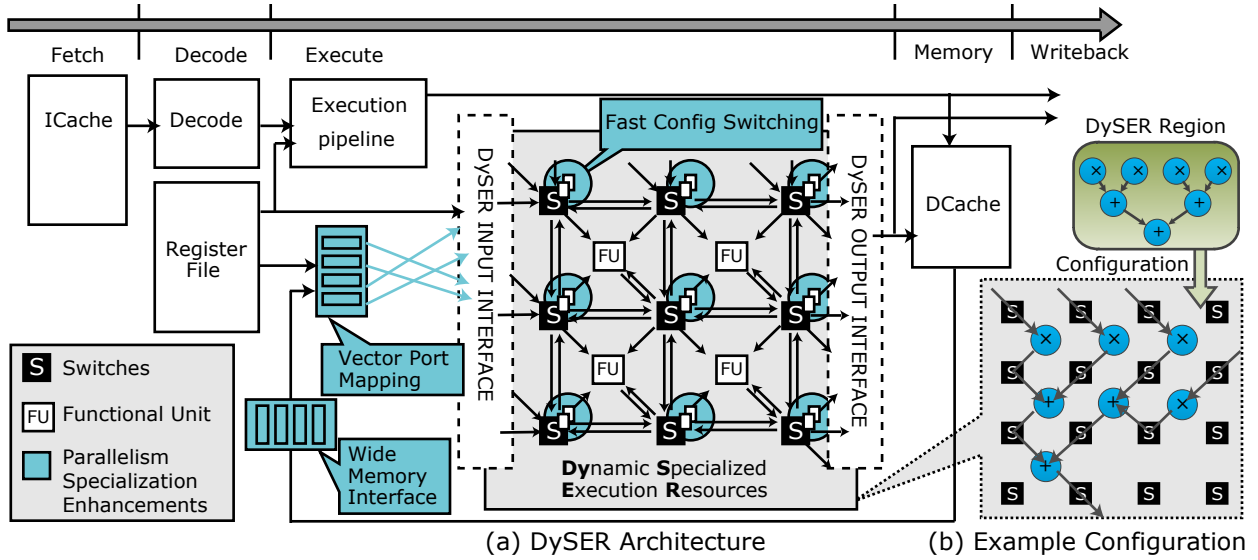 Fetch
Decode
Execute
Memory
Writeback
ICache
Decode
Execution
pipeline
Register
File
Fast Config Switching
DySER INPUT INTERFACE
DySER OUTPUT INTERFACE
S
S
S
FU
FU
S
S
S
FU
FU
S
S
S
Dynamic Specialized
Execution Resources
DCache
Vector Port
Mapping
Wide
Memory
Interface
S
Switches
FU
Functional Unit
Parallelism
Specialization
Enhancements
DySER Region
×
×
×
×
+
+
+
Configuration
S
S
S
S
×
×
×
S
S
S
S
+
+
×
S
S
S
S
+
S
S
S
S
(a) DySER Architecture
(b) Example Configuration